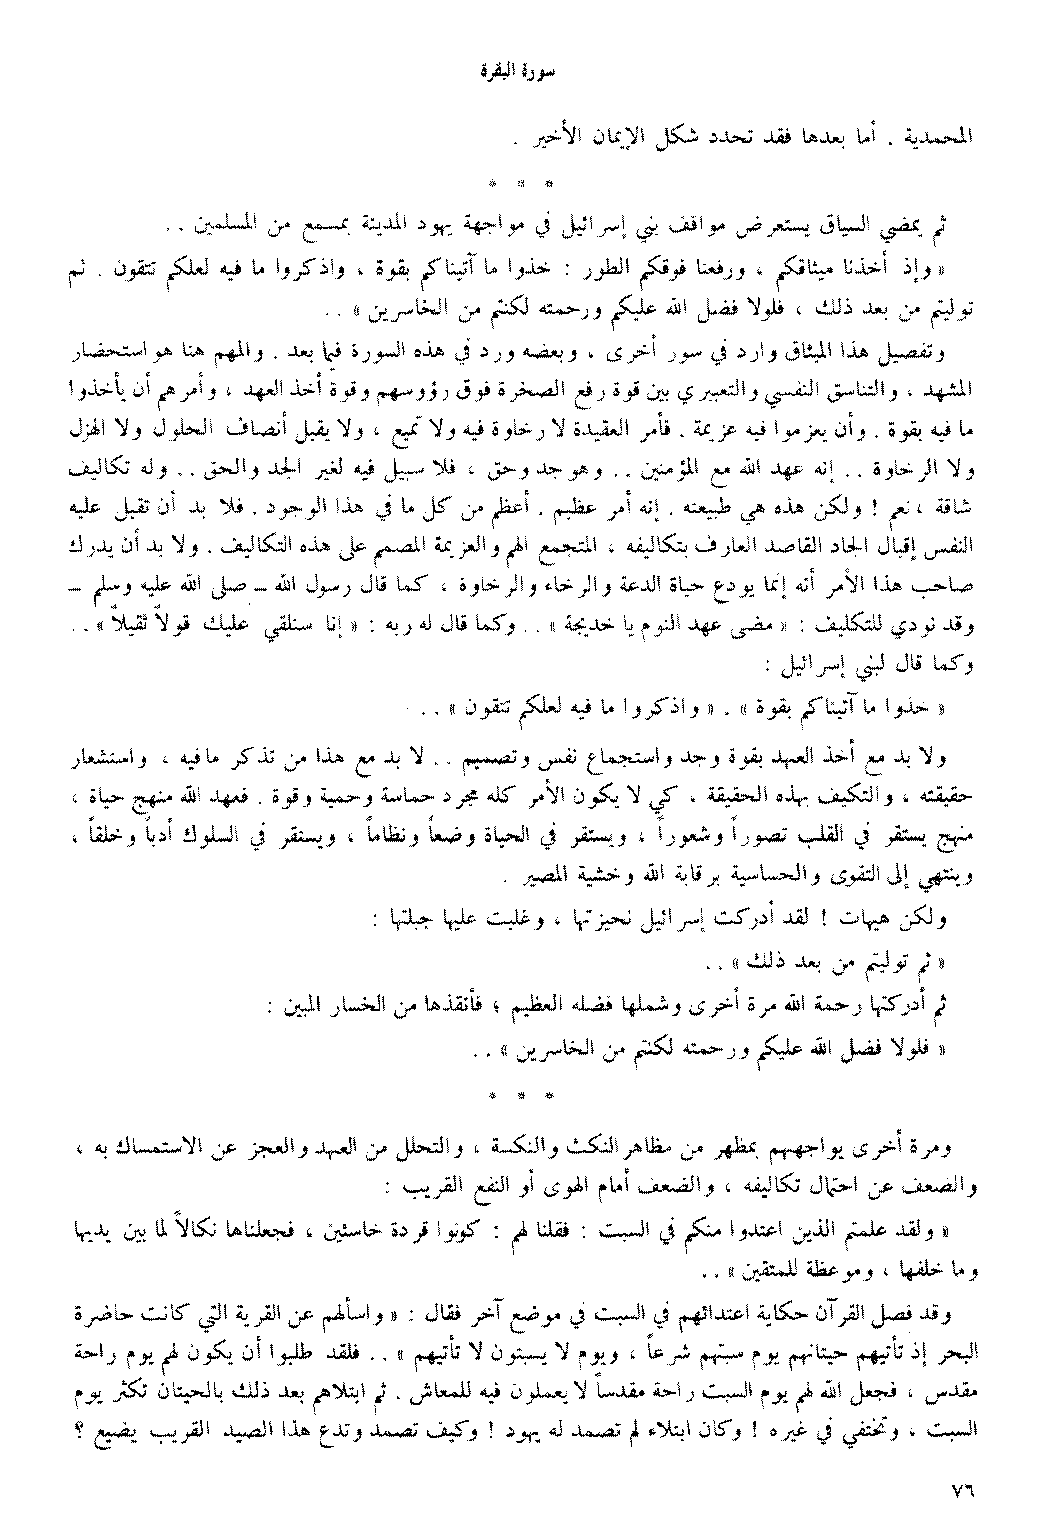 سورة البقرة
المحمدية . أما بعدها فقد تحدد شكل الإيمان الأخير .
* * *
ثم يمضي السياق يستعرض مواقف بني إسرائيل في مواجهة يهود المدينة بمسمع من المسلمين . .
« وإذ أخذنا ميثاقكم ، ورفعنا فوقكم الطور : خذوا ما آتيناكم بقوة ، واذكروا ما فيه لعلكم تتقون . ثم
توليتم من بعد ذلك ، فلولا فضل الله عليكم ورحمته لكنتم من الخاسرين » . .
وتفصيل هذا الميثاق وارد في سور أخرى ، وبعضه ورد في هذه السورة فيما بعد . والمهم هنا هو استحضار
المشهد ، والتناسق النفسي والتعبيري بين قوة رفع الصخرة فوق رؤوسهم وقوة أخذ العهد ، وأمرهم أن يأخذوا
ما فيه بقوة . وأن يعزموا فيه عزيمة . فأمر العقيدة لا رخاوة فيه ولا تميع ، ولا يقبل أنصاف الحلول ولا الهزل
ولا الرخاوة . . إنه عهد الله مع المؤمنين . . وهو جد وحق ، فلا سبيل فيه لغير الجد والحق . . وله تكاليف
شاقة ، نعم ! ولكن هذه هي طبيعته . إنه أمر عظيم . أعظم من كل ما في هذا الوجود . فلا بد أن تقبل عليه
النفس إقبال الجاد القاصد العارف بتكاليفه ، المتجمع الهم والعزيمة المصمم على هذه التكاليف . ولا بد أن يدرك
صاحب هذا الأمر أنه إنما يودع حياة الدعة والرخاء والرخاوة ، كما قال رسول الله – صلى الله عليه وسلم –
وقد نودي للتكليف : « مضى عهد النوم يا خديجة » . . وكما قال له ربه : « إنا سنلقي عليك قولاً ثقيلاً » . .
وكما قال لبني إسرائيل :
« خذوا ما آتيناكم بقوة » . « واذكروا ما فيه لعلكم تتقون » . .
ولا بد مع أخذ العهد بقوة وجد واستجماع نفس وتصميم . . لا بد مع هذا من تذكر ما فيه ، واستشعار
حقيقته ، والتكيف بهذه الحقيقة ، كي لا يكون الأمر كله مجرد حماسة وحمية وقوة . فعهد الله منهج حياة ،
منهج يستقر في القلب تصوراً وشعوراً ، ويستقر في الحياة وضعاً ونظاماً ، ويستقر في السلوك أدباً وخلقاً ،
وينتهي إلى التقوى والحساسية برقابة الله وخشية المصير .
ولكن هيهات ! لقد أدركت إسرائيل نحيزتها ، وغلبت عليها جبلتها :
« ثم توليتم من بعد ذلك » . .
ثم أدركتها رحمة الله مرة أخرى وشملها فضله العظيم ؛ فأنقذها من الخسار المبين :
« فلولا فضل الله عليكم ورحمته لكنتم من الخاسرين » . .
* * *
ومرة أخرى يواجههم بمظهر من مظاهر النكث والنكسة ، والتحلل من العهد والعجز عن الاستمساك به ،
والضعف عن احتمال تكاليفه ، والضعف أمام الهوى أو النفع القريب :
« ولقد علمتم الذين اعتدوا منكم في السبت : فقلنا لهم : كونوا قردة خاسئين ، فجعلناها نكالاً لما بين يديها
وما خلفها ، وموعظة للمتقين » . .
وقد فصل القرآن حكاية اعتدائهم في السبت في موضع آخر فقال : « واسألهم عن القرية التي كانت حاضرة
البحر إذ تأتيهم حيتانهم يوم سبتهم شرعاً ، ويوم لا يسبتون لا تأتيهم » . . فلقد طلبوا أن يكون لهم يوم راحة
مقدس ، فجعل الله لهم يوم السبت راحة مقدساً لا يعملون فيه للمعاش . ثم ابتلاهم بعد ذلك بالحيتان تكثر يوم
السبت ، وتختفي في غيره ! وكان ابتلاء لم تصمد له يهود ! وكيف تصمد وتدع هذا الصيد القريب يضيع ؟
٧٦